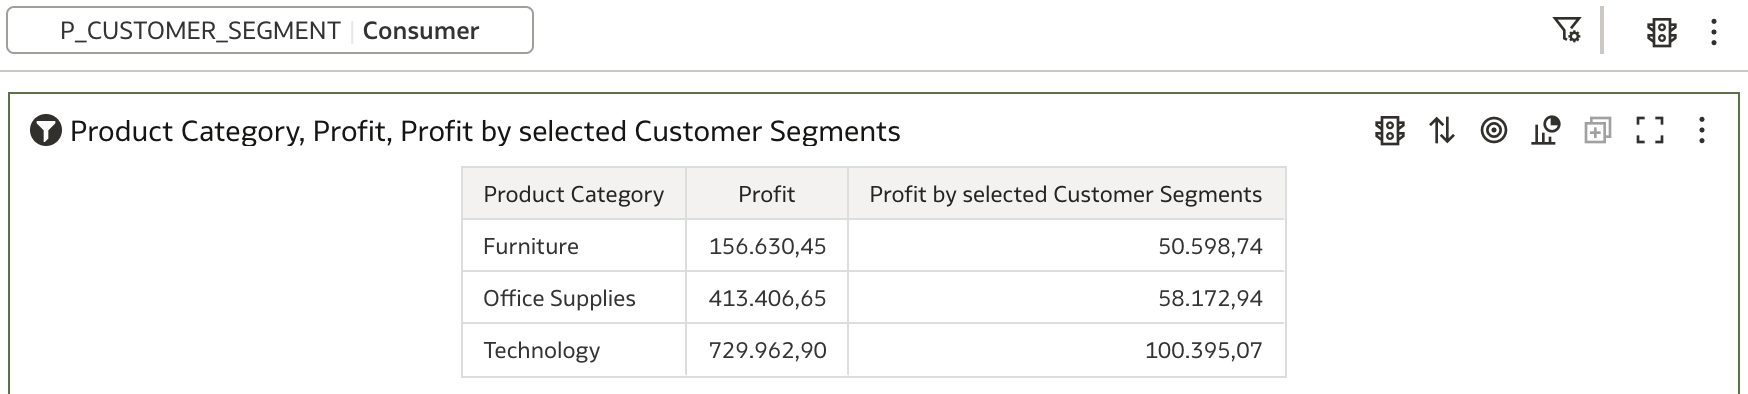 P_CUSTOMER_SEGMENT Consumer
Product Category, Profit, Profit by selected Customer Segments
Product Category Profit Profit by selected Customer Segments
Furniture 156.630,45 50.598,74
Office Supplies 413.406,65 58.172,94
Technology 729.962,90 100.395,07